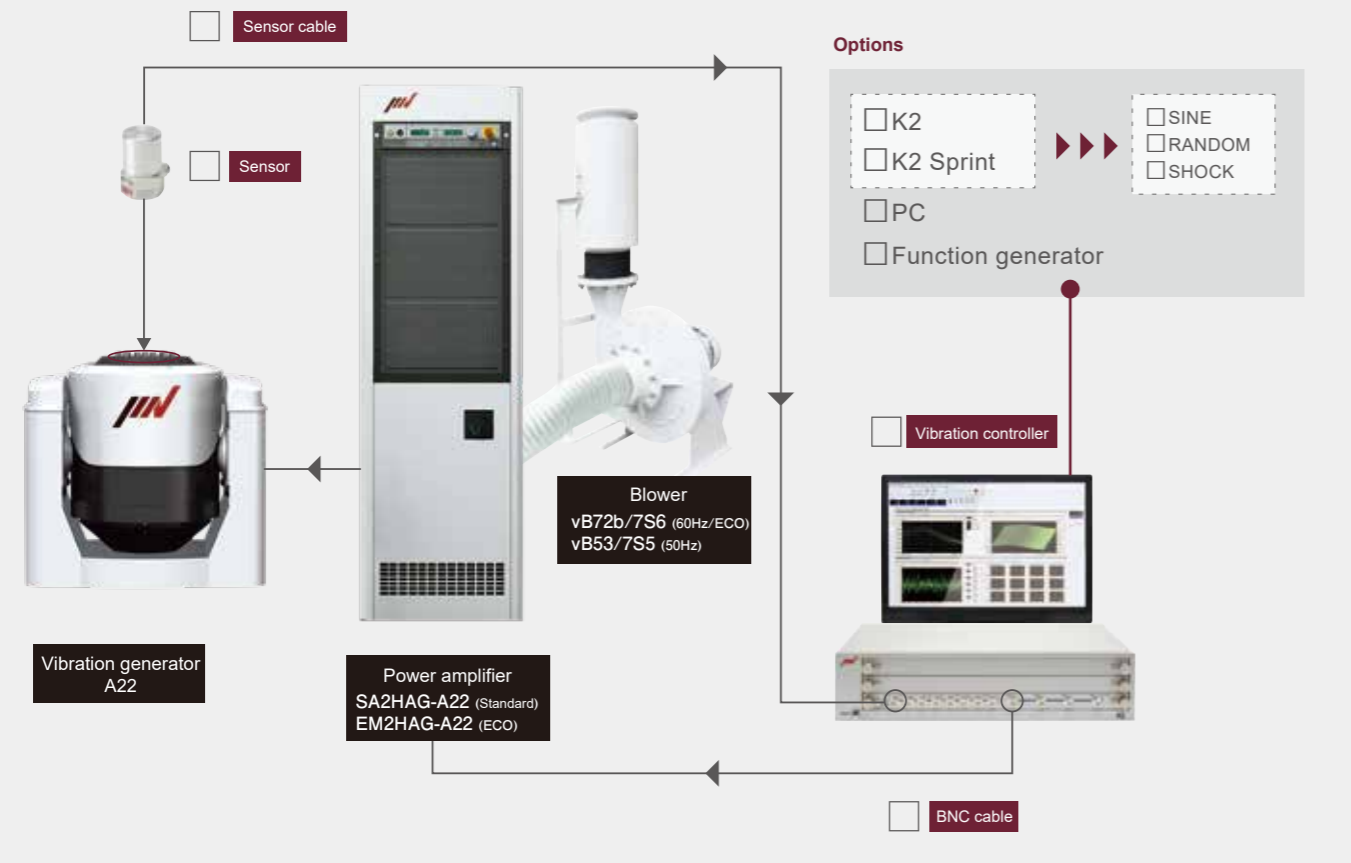 Sensor cable
Options
K2
K2 Sprint
SINE
RANDOM
SHOCK
PC
Function generator
Sensor
Vibration controller
Blower
vB72b/7S6 (60Hz/ECO)
vB53/7S5 (50Hz)
Vibration generator
A22
Power amplifier
SA2HAG-A22 (Standard)
EM2HAG-A22 (ECO)
BNC cable